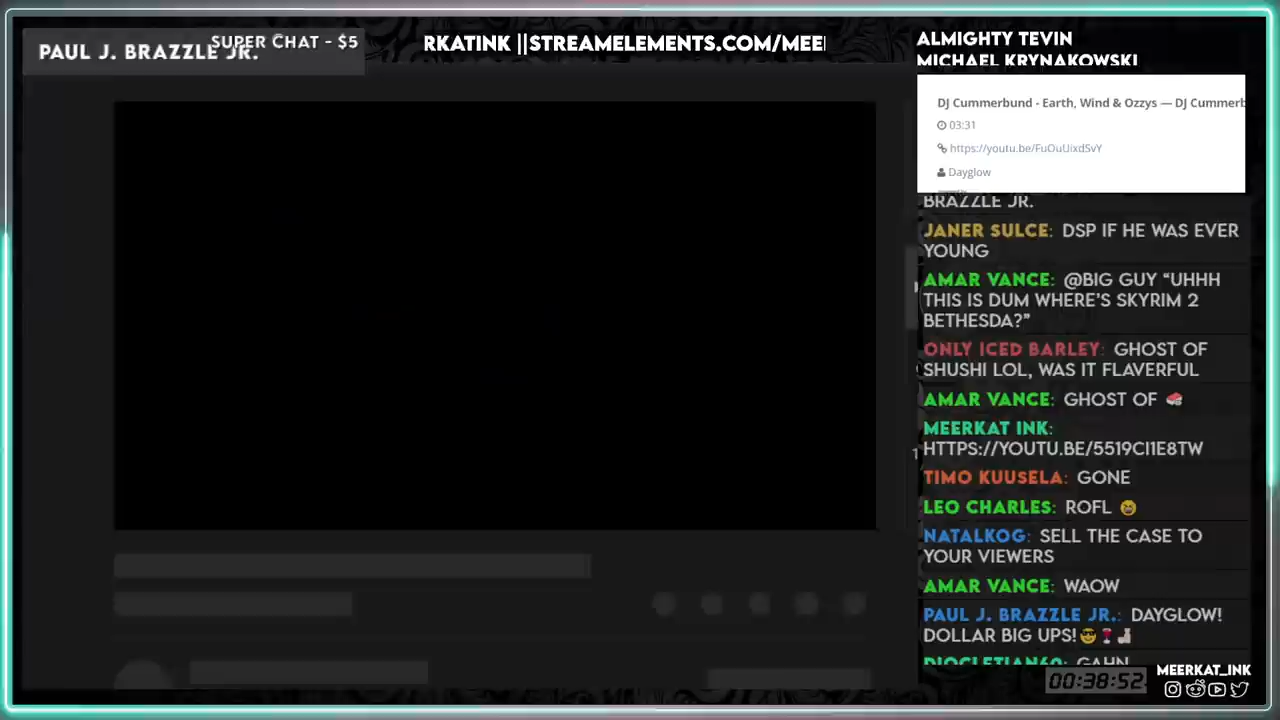 PAUL J. BRAZZLE JR.
SUPER CHAT - $5
RKATINK ||STREAMELEMENTS.COM/MEE
ALMIGHTY TEVIN
MICHAEL KRYNAKOWSKI
DJ Cummerbund - Earth, Wind & Ozzys — DJ Cummerb
03:31
https://youtu.be/FuOuUixdSvY
Dayglow
BRAZZLE JR.
JANER SULCE: DSP IF HE WAS EVER
YOUNG
AMAR VANCE: @BIG GUY “UHHH
THIS IS DUM WHERE’S SKYRIM 2
BETHESDA?”
ONLY ICED BARLEY: GHOST OF
SHUSHI LOL, WAS IT FLAVERFUL
AMAR VANCE: GHOST OF 🍣
MEERKAT INK:
HTTPS://YOUTU.BE/5519CI1E8TW
TIMO KUUSELA: GONE
LEO CHARLES: ROFL 😆
NATALKOG: SELL THE CASE TO
YOUR VIEWERS
AMAR VANCE: WAOW
PAUL J. BRAZZLE JR.: DAYGLOW!
DOLLAR BIG UPS!😎🍷
DIOCLETIAN60: GAHN
00:38:52
MEERKAT_INK